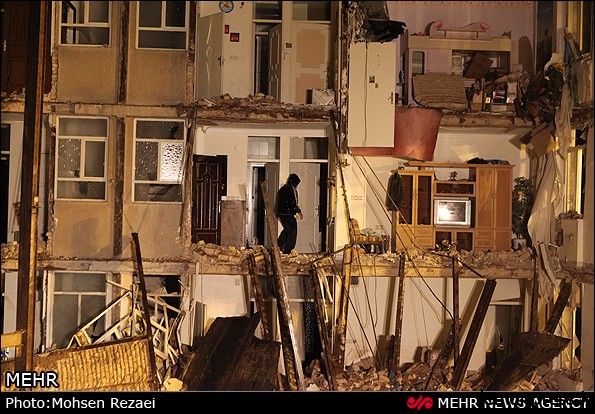 MEHR
Photo:Mohsen Rezaei
MEHR NEWS AGENCY